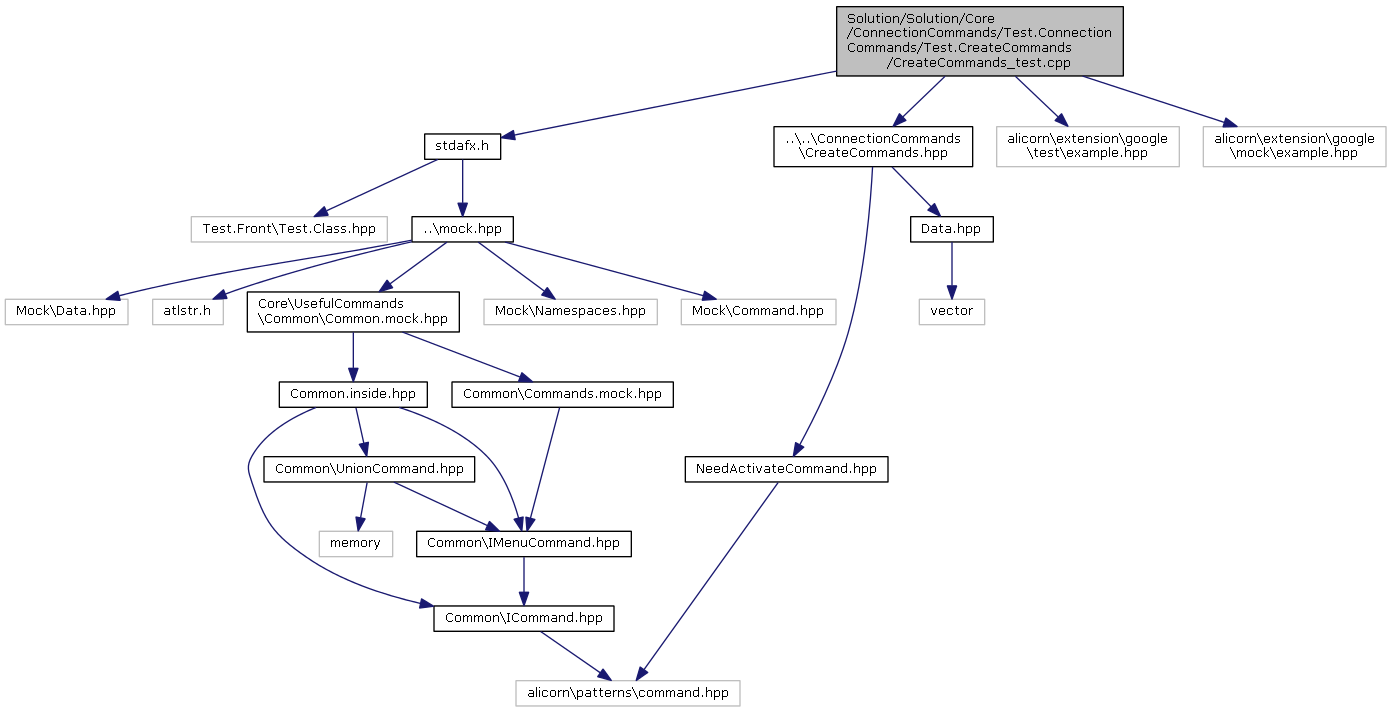 Solution/Solution/Core
/ConnectionCommands/Test.Connection
Commands/Test.CreateCommands
/CreateCommands_test.cpp
stdafx.h
..\..\ConnectionCommands
\CreateCommands.hpp
alicorn\extension\google
\test\example.hpp
alicorn\extension\google
\mock\example.hpp
Test.Front\Test.Class.hpp
..\mock.hpp
Data.hpp
Mock\Data.hpp
atlstr.h
Core\UsefulCommands
\Common\Common.mock.hpp
Mock\Namespaces.hpp
Mock\Command.hpp
vector
Common.inside.hpp
Common\Commands.mock.hpp
Common\UnionCommand.hpp
NeedActivateCommand.hpp
memory
Common\IMenuCommand.hpp
Common\ICommand.hpp
alicorn\patterns\command.hpp